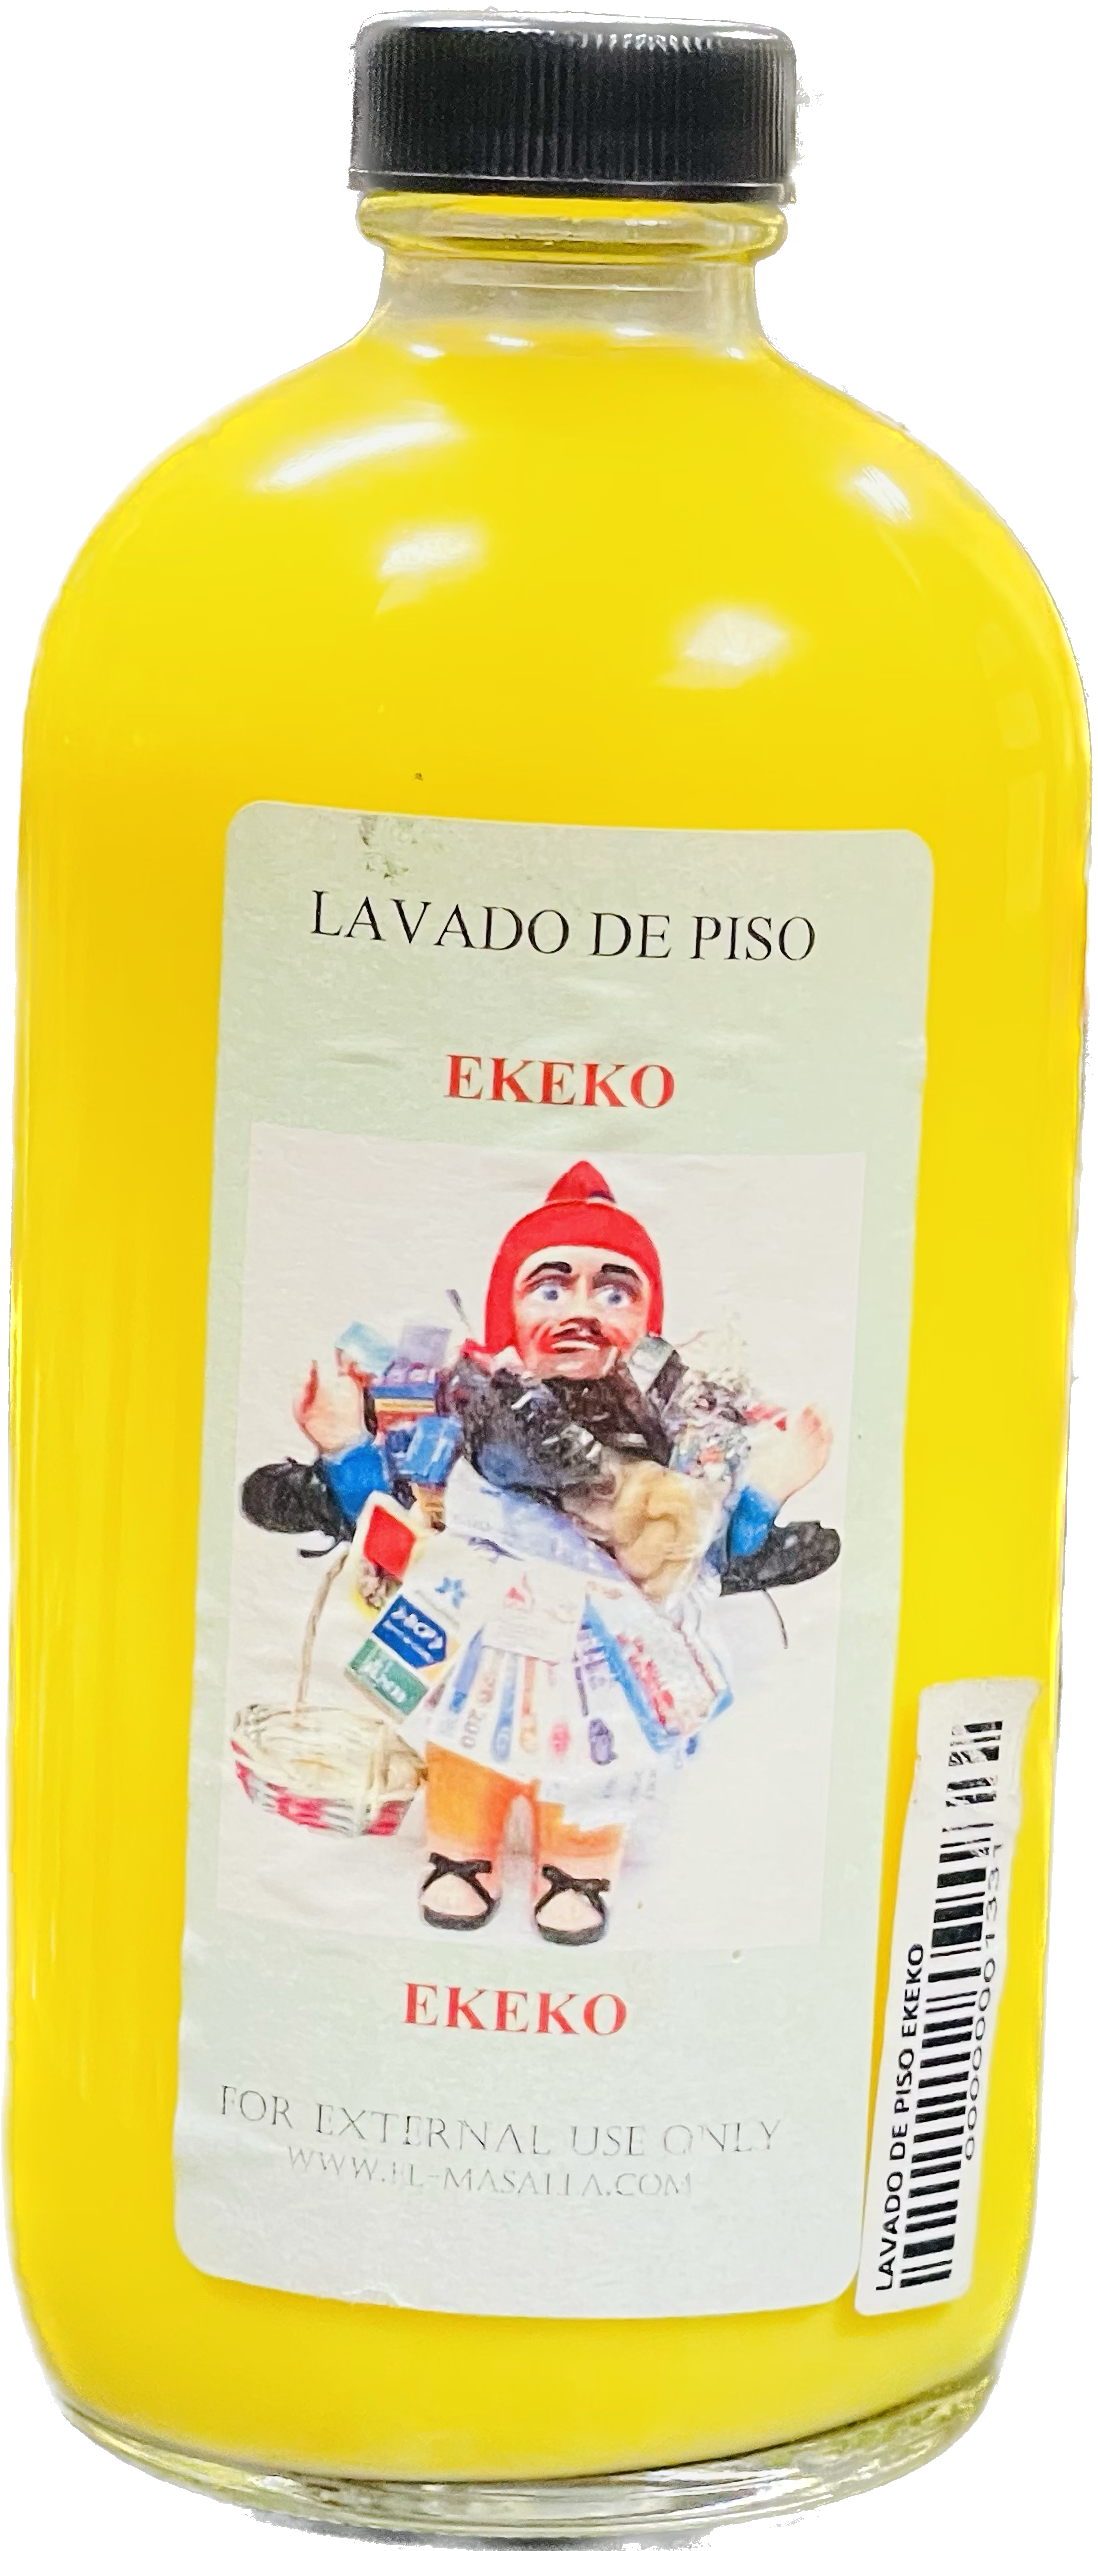 LAVADO DE PISO
EKEKO
EKEKO
FOR EXTERNAL USE ONLY
WWW.EL-MASALLA.COM
LAVADO DE PISO EKEKO